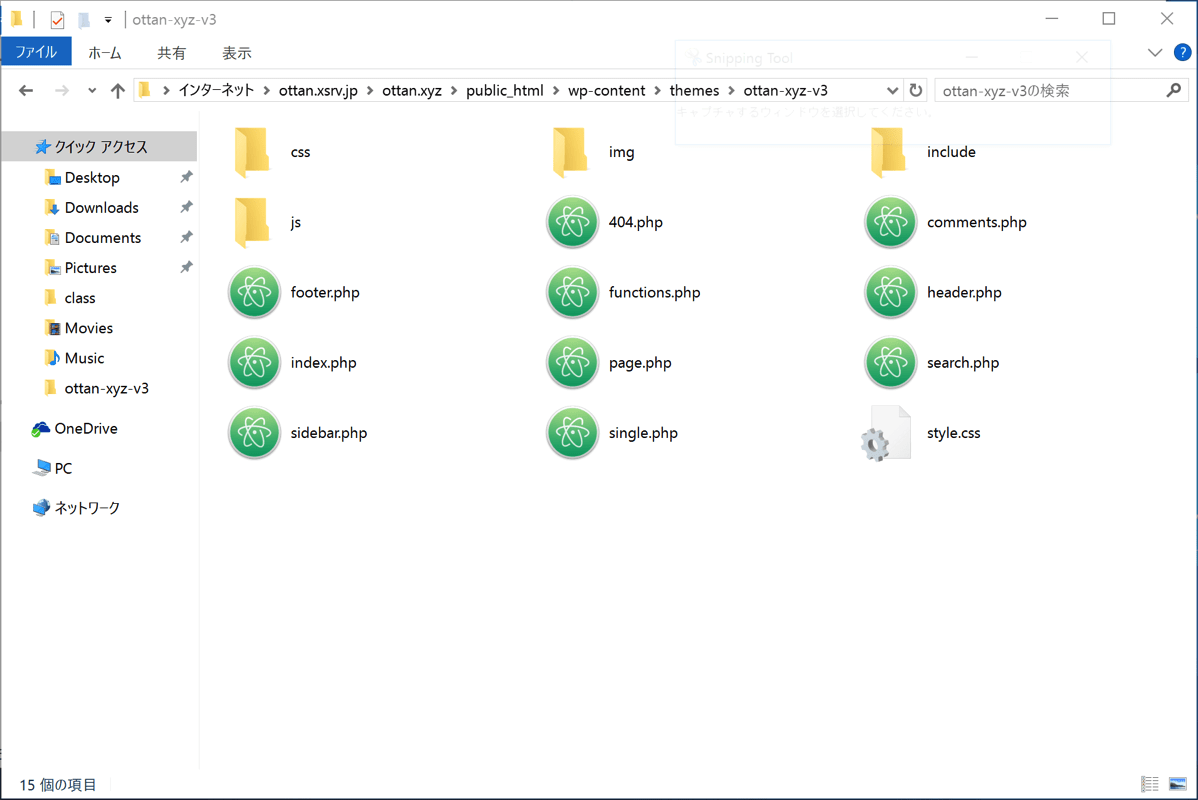 ottan-xyz-v3
ファイル ホーム 共有 表示
Snipping Tool
インターネット ottan.xsrv.jp ottan.xyz public_html wp-content themes ottan-xyz-v3 ottan-xyz-v3の検索
キャプチャするウィンドウを選択してください。
クイック アクセス
Desktop
Downloads
Documents
Pictures
class
Movies
Music
ottan-xyz-v3
OneDrive
PC
ネットワーク
css img include
js 404.php comments.php
footer.php functions.php header.php
index.php page.php search.php
sidebar.php single.php style.css
15 個の項目